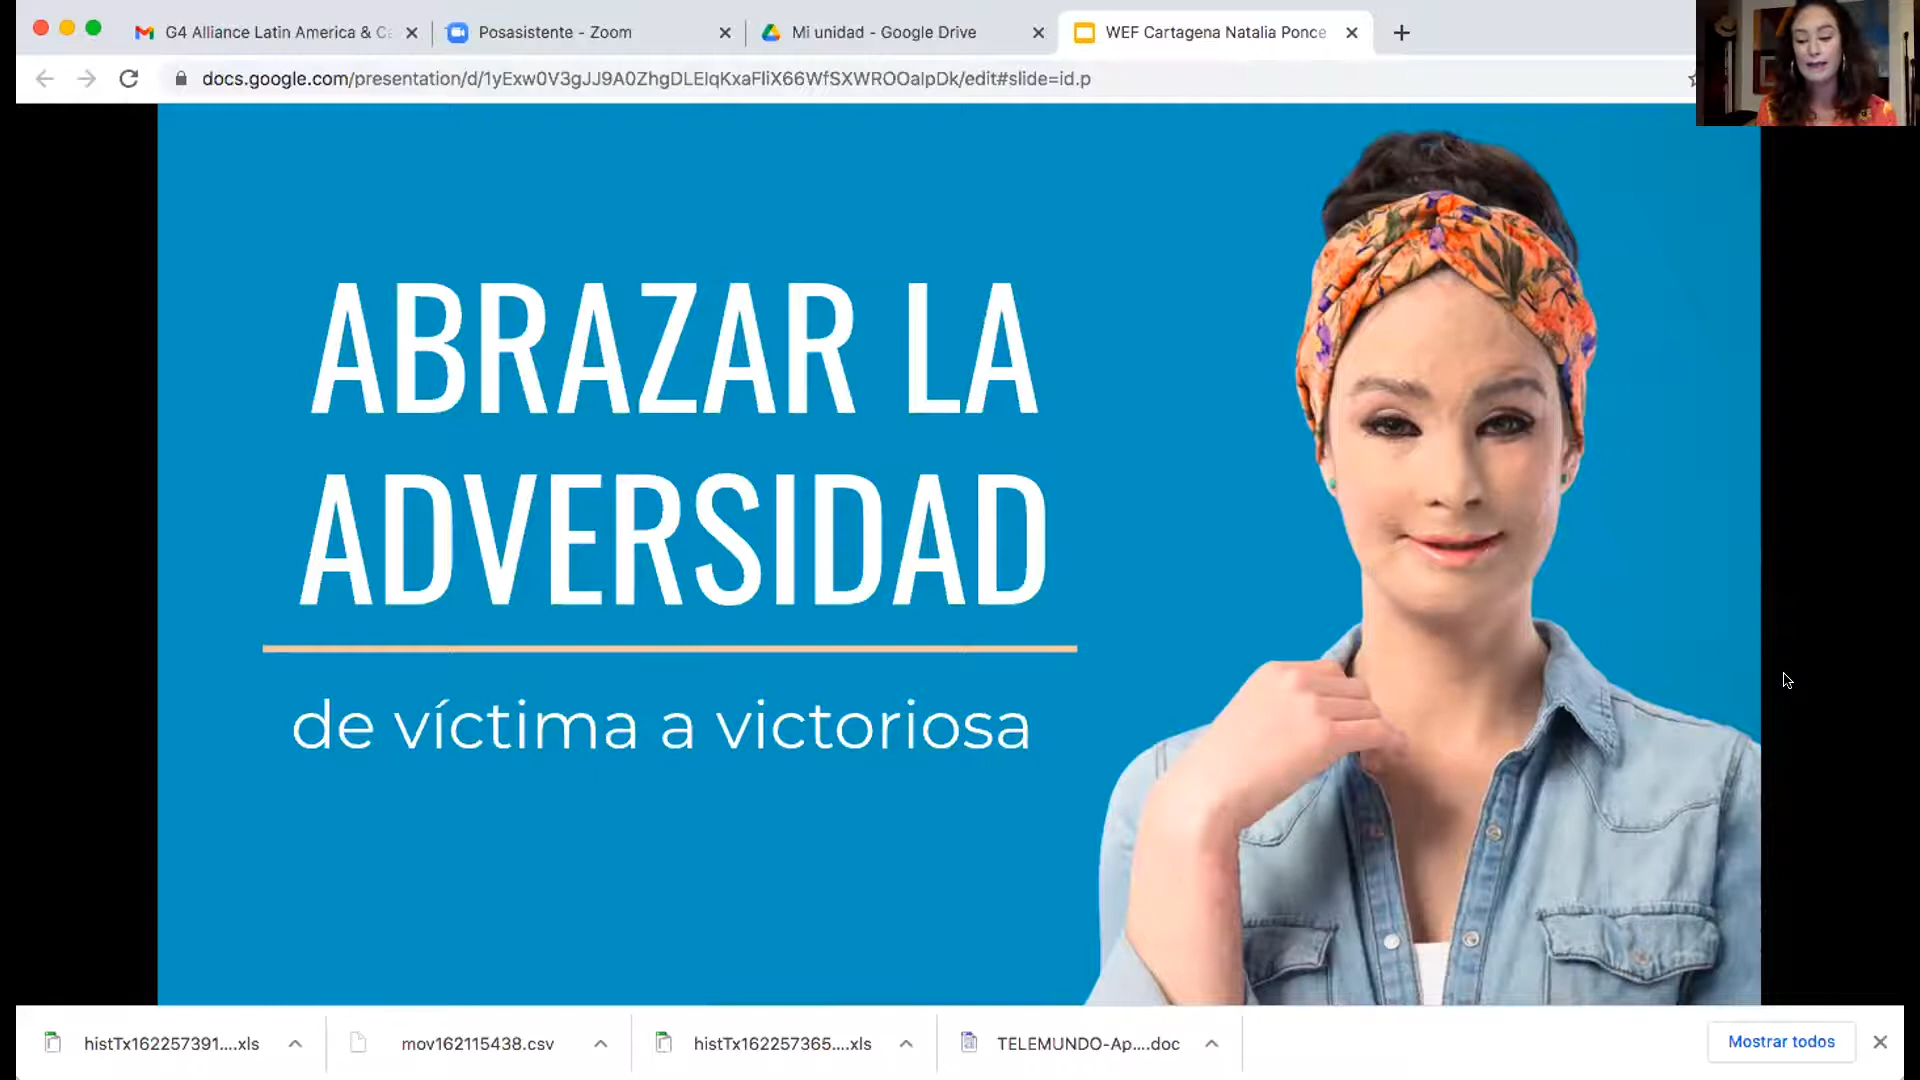 G4 Alliance Latin America & C
Posasistente - Zoom
Mi unidad - Google Drive
WEF Cartagena Natalia Ponce
docs.google.com/presentation/d/1yExw0V3gJJ9A0ZhgDLEIqKxaFIiX66WfSXWROOalpDk/edit#slide=id.p
ABRAZAR LA
ADVERSIDAD
de víctima a victoriosa
histTx162257391....xls
mov162115438.csv
histTx162257365....xls
TELEMUNDO-Ap....doc
Mostrar todos